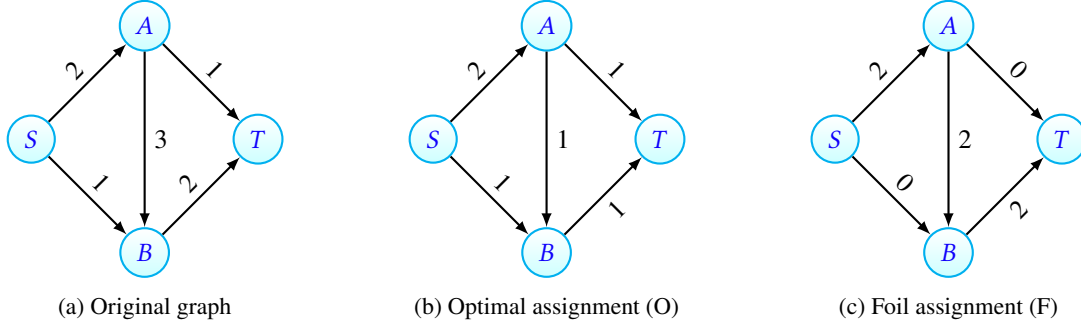 A
2
1
S
3
T
1
2
B
(a) Original graph
A
2
1
S
1
T
1
1
B
(b) Optimal assignment (O)
A
2
0
S
2
T
0
2
B
(c) Foil assignment (F)